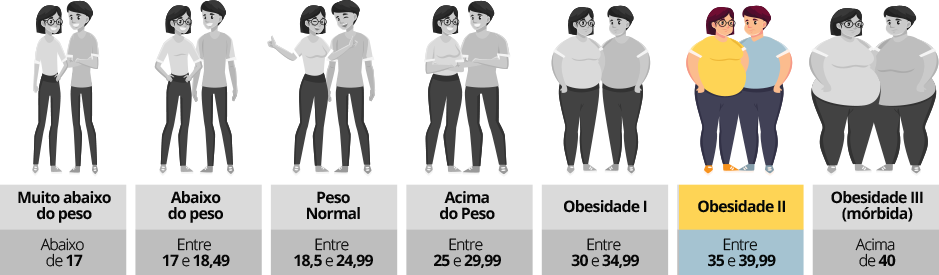 Muito abaixo
do peso
Abaixo
de 17
Abaixo
do peso
Entre
17 e 18,49
Peso
Normal
Entre
18,5 e 24,99
Acima
do Peso
Entre
25 e 29,99
Obesidade I
Entre
30 e 34,99
Obesidade II
Entre
35 e 39,99
Obesidade III
(mórbida)
Acima
de 40